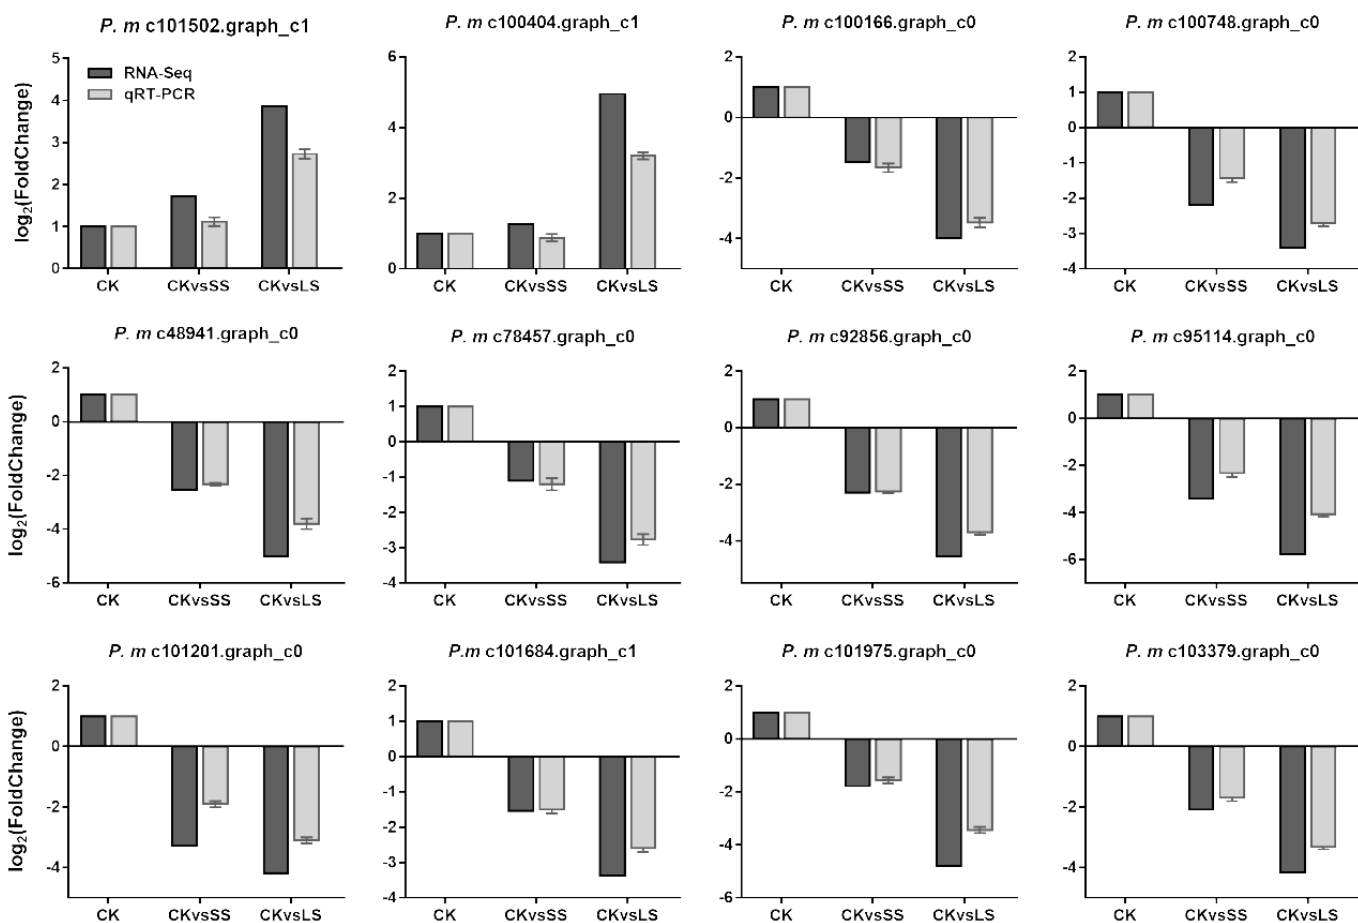 P. m c101502.graph_c1
log2(FoldChange)
5
4
3
2
1
0
RNA-Seq
qRT-PCR
CK CKvsSS CKvsLS
P. m c100404.graph_c1
6
4
2
0
CK CKvsSS CKvsLS
P. m c100166.graph_c0
2
0
-2
-4
CK CKvsSS CKvsLS
P. m c100748.graph_c0
2
1
0
-1
-2
-3
-4
CK CKvsSS CKvsLS
P. m c48941.graph_c0
log2(FoldChange)
2
0
-2
-4
-6
CK CKvsSS CKvsLS
P. m c78457.graph_c0
2
1
0
-1
-2
-3
-4
CK CKvsSS CKvsLS
P. m c92856.graph_c0
2
0
-2
-4
CK CKvsSS CKvsLS
P. m c95114.graph_c0
2
0
-2
-4
-6
CK CKvsSS CKvsLS
P. m c101201.graph_c0
log2(FoldChange)
2
0
-2
-4
CK CKvsSS CKvsLS
P.m c101684.graph_c1
2
1
0
-1
-2
-3
-4
CK CKvsSS CKvsLS
P. m c101975.graph_c0
2
0
-2
-4
-6
CK CKvsSS CKvsLS
P. m c103379.graph_c0
2
0
-2
-4
CK CKvsSS CKvsLS